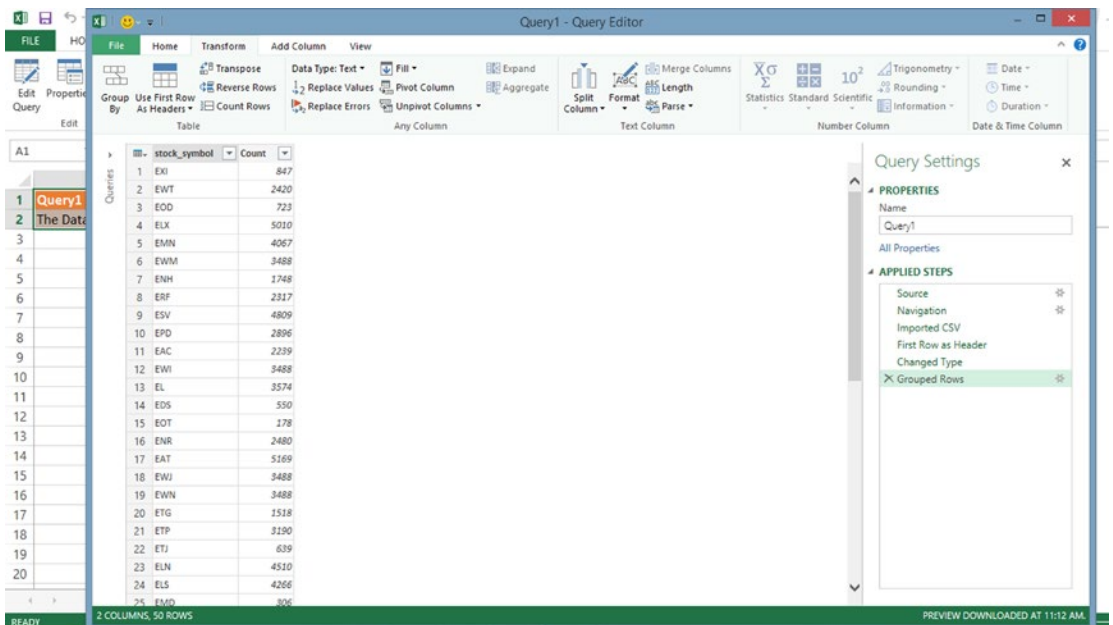 Query1 - Query Editor
FILE
HO
File
Home
Transform
Add Column
View
Edit Query
Propertie
Edit
Group By
Use First Row As Headers
Transpose
Reverse Rows
Count Rows
Table
Data Type: Text
Replace Values
Replace Errors
Fill
Pivot Column
Unpivot Columns
Any Column
Expand
Aggregate
Split Column
Format
Merge Columns
Length
Parse
Text Column
Statistics
Standard
Scientific
Trigonometry
Rounding
Information
Number Column
Date
Time
Duration
Date & Time Column
A1
Queries
1 Query1
2 The Data
3
4
5
6
7
8
9
10
11
12
13
14
15
16
17
18
19
20
stock_symbol Count
1 EXI 847
2 EWT 2420
3 EOD 723
4 ELX 5010
5 EMN 4067
6 EWM 3488
7 ENH 1748
8 ERF 2317
9 ESV 4809
10 EPD 2896
11 EAC 2239
12 EWI 3488
13 EL 3574
14 EDS 550
15 EOT 178
16 ENR 2480
17 EAT 5169
18 EWJ 3488
19 EWN 3488
20 ETG 1518
21 ETP 3190
22 ETJ 639
23 ELN 4510
24 ELS 4266
25 EMD 306
Query Settings
PROPERTIES
Name
Query1
All Properties
APPLIED STEPS
Source
Navigation
Imported CSV
First Row as Header
Changed Type
Grouped Rows
2 COLUMNS, 50 ROWS
PREVIEW DOWNLOADED AT 11:12 AM.
READY